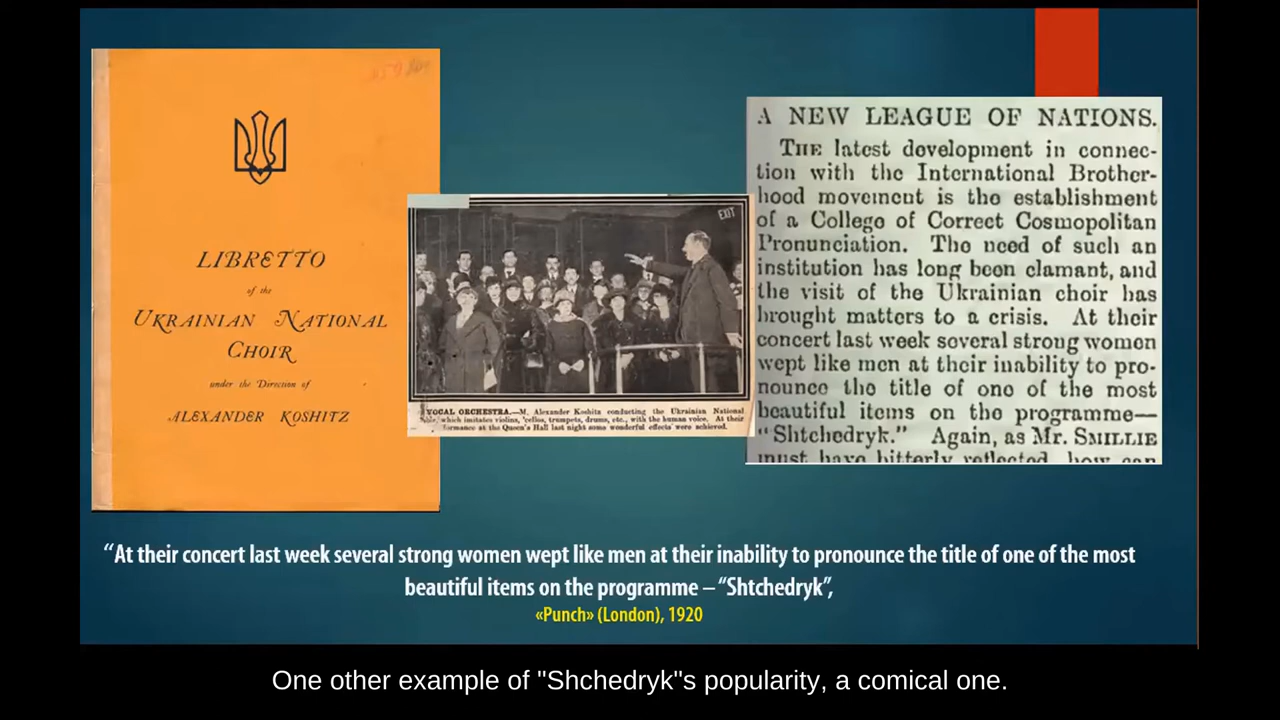 LIBRETTO
of the
UKRAINIAN NATIONAL
CHOIR
under the Direction of
ALEXANDER KOSHITZ
EXIT
VOCAL ORCHESTRA.—M. Alexander Koshitz conducting the Ukrainian National
which imitates violins, 'cellos, trumpets, drums, etc., with the human voice. At their
formance at the Queen's Hall last night some wonderful effects were achieved.
A NEW LEAGUE OF NATIONS.
THE latest development in connec-
tion with the International Brother-
hood movement is the establishment
of a College of Correct Cosmopolitan
Pronunciation. The need of such an
institution has long been clamant, and
the visit of the Ukrainian choir has
brought matters to a crisis. At their
concert last week several strong women
wept like men at their inability to pro-
nounce the title of one of the most
beautiful items on the programme—
"Shtchedryk." Again, as Mr. SMILLIE
must have bitterly reflected, how can
“At their concert last week several strong women wept like men at their inability to pronounce the title of one of the most
beautiful items on the programme – “Shtchedryk”,
«Punch» (London), 1920
One other example of "Shchedryk"s popularity, a comical one.